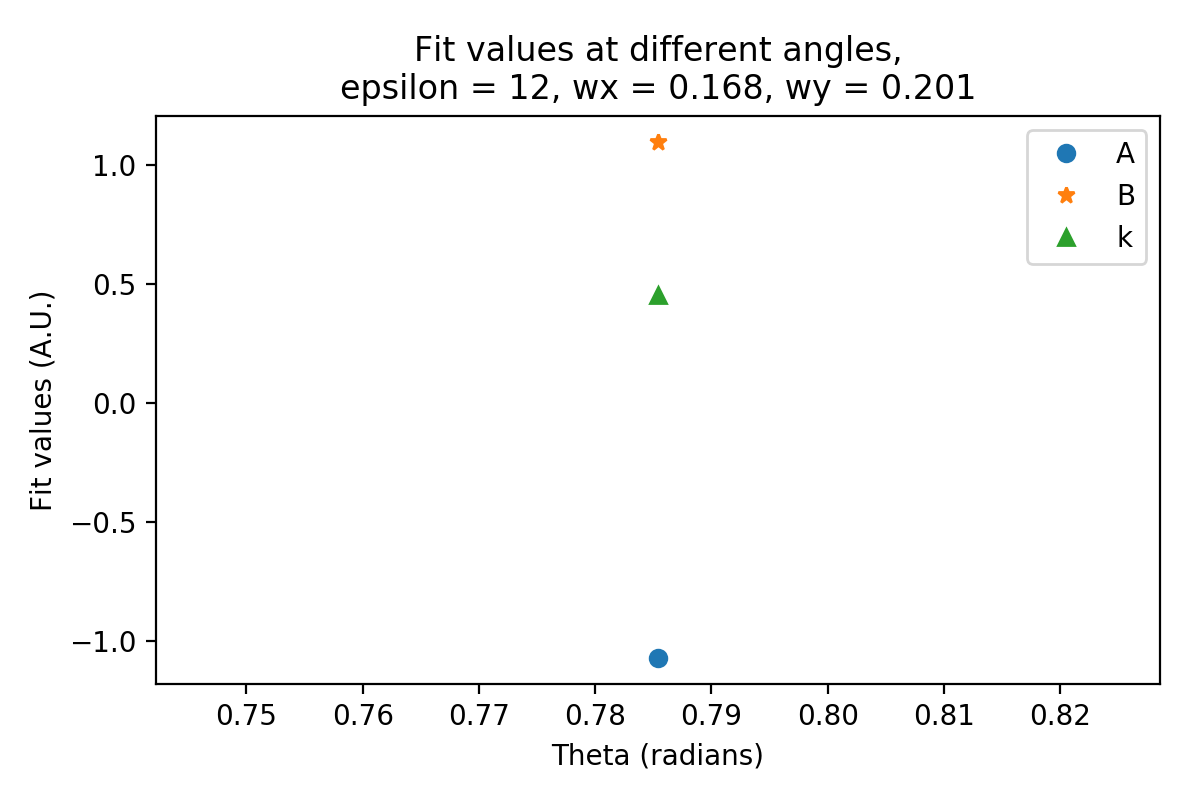 Fit values at different angles,
epsilon = 12, wx = 0.168, wy = 0.201
A
B
k
1.0
0.5
0.0
−0.5
−1.0
Fit values (A.U.)
0.75 0.76 0.77 0.78 0.79 0.80 0.81 0.82
Theta (radians)